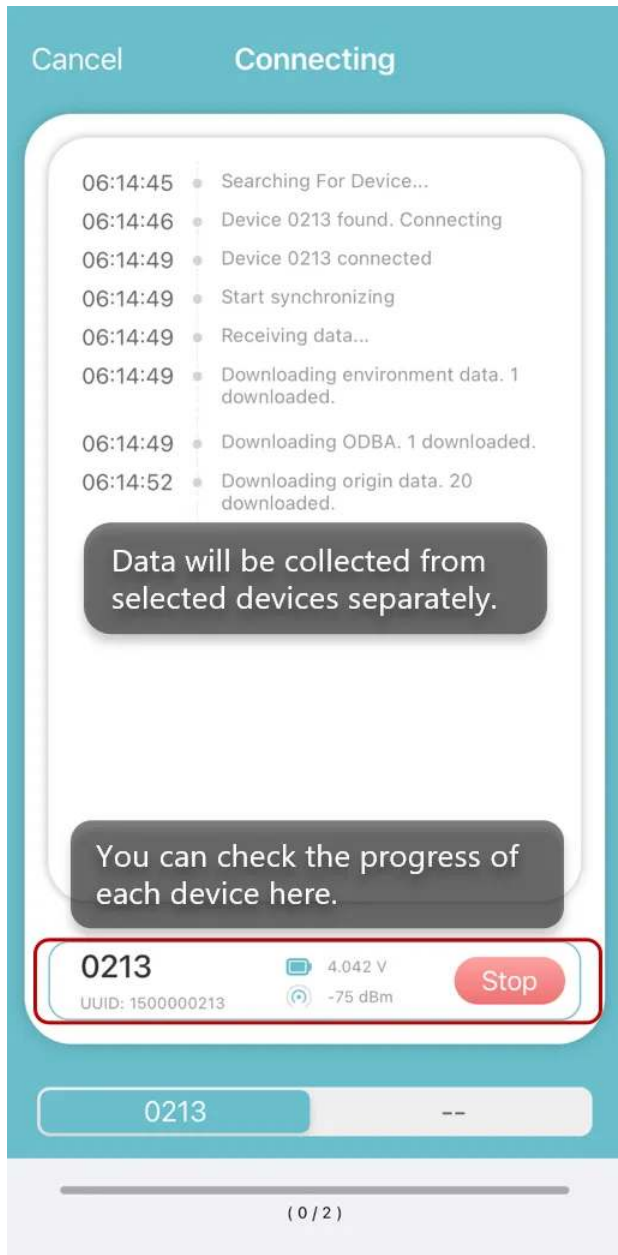 Cancel
Connecting
06:14:45 Searching For Device...
06:14:46 Device 0213 found. Connecting
06:14:49 Device 0213 connected
06:14:49 Start synchronizing
06:14:49 Receiving data...
06:14:49 Downloading environment data. 1
downloaded.
06:14:49 Downloading ODBA. 1 downloaded.
06:14:52 Downloading origin data. 20
downloaded.
Data will be collected from
selected devices separately.
You can check the progress of
each device here.
0213
4.042 V
UUID: 1500000213
-75 dBm
Stop
0213
--
( 0 / 2 )